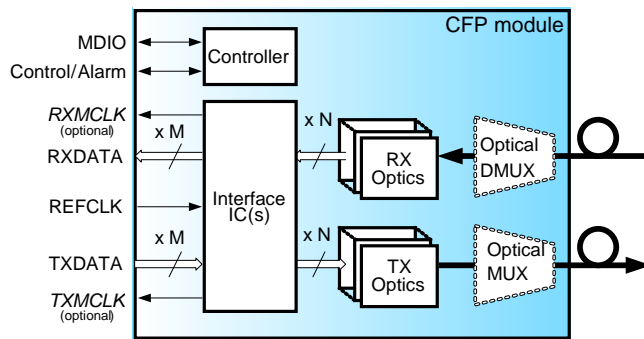 CFP module
MDIO
Control/Alarm
Controller
RXMCLK
(optional)
x M
x N
RXDATA
RX
Optics
Optical
DMUX
Interface
IC(s)
REFCLK
x M
x N
TXDATA
TX
Optics
Optical
MUX
TXMCLK
(optional)